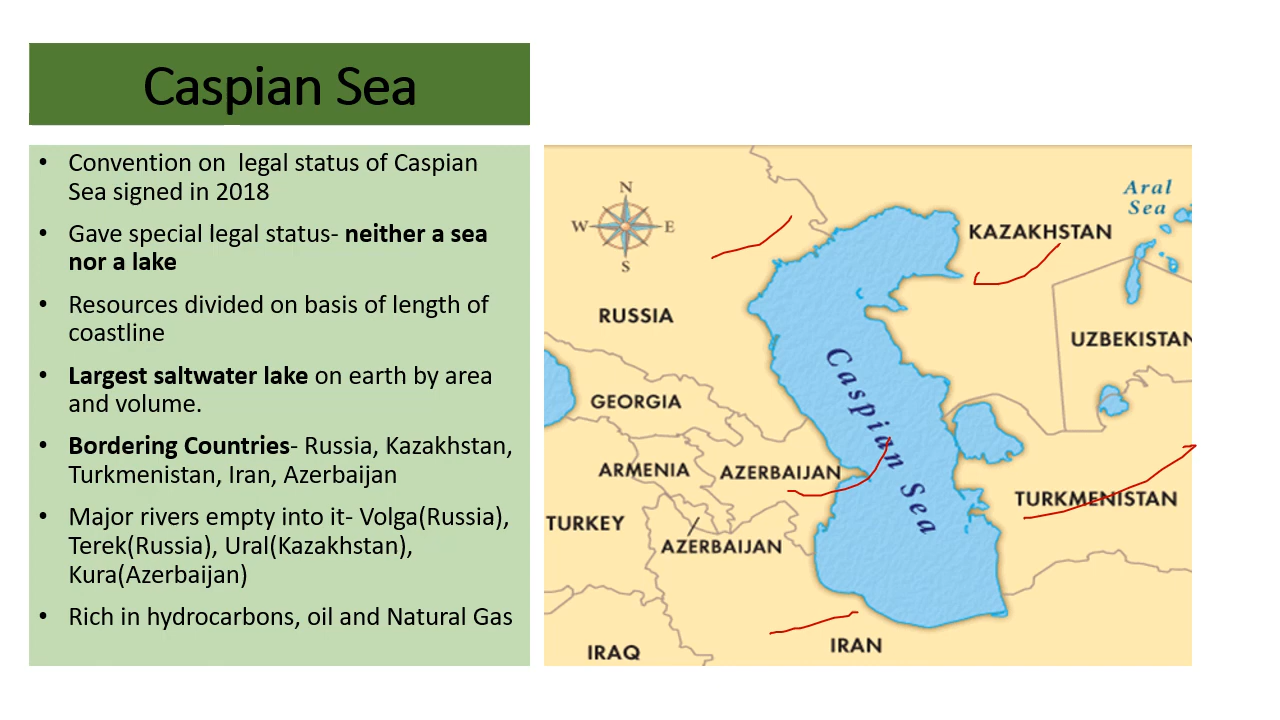 Caspian Sea
• Convention on  legal status of Caspian
Sea signed in 2018
• Gave special legal status- neither a sea
nor a lake
• Resources divided on basis of length of
coastline
• Largest saltwater lake on earth by area
and volume.
• Bordering Countries- Russia, Kazakhstan,
Turkmenistan, Iran, Azerbaijan
• Major rivers empty into it- Volga(Russia),
Terek(Russia), Ural(Kazakhstan),
Kura(Azerbaijan)
• Rich in hydrocarbons, oil and Natural Gas
N
W E
S
Aral
Sea
KAZAKHSTAN
RUSSIA
UZBEKISTAN
GEORGIA
Caspian Sea
ARMENIA
AZERBAIJAN
TURKMENISTAN
TURKEY
AZERBAIJAN
IRAN
IRAQ